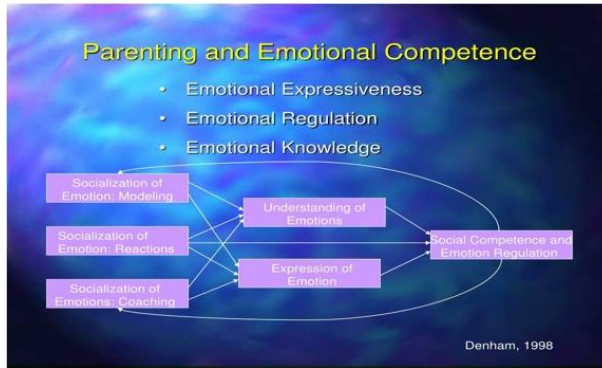 Parenting and Emotional Competence
• Emotional Expressiveness
• Emotional Regulation
• Emotional Knowledge
Socialization of
Emotion: Modeling
Understanding of
Emotions
Socialization of
Emotion: Reactions
Social Competence and
Emotion Regulation
Expression of
Emotion
Socialization of
Emotions: Coaching
Denham, 1998